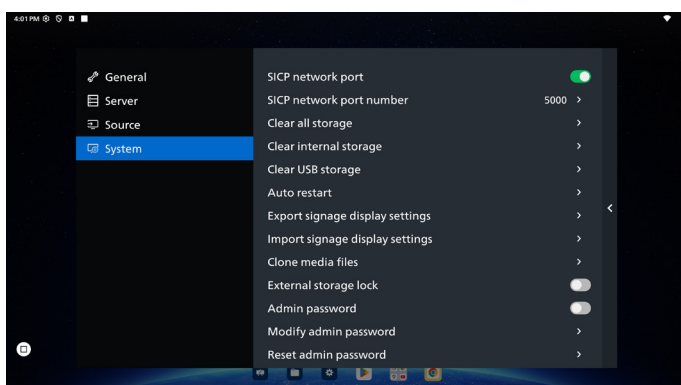 4:01 PM
General
Server
Source
System
SICP network port
SICP network port number 5000
Clear all storage
Clear internal storage
Clear USB storage
Auto restart
Export signage display settings
Import signage display settings
Clone media files
External storage lock
Admin password
Modify admin password
Reset admin password